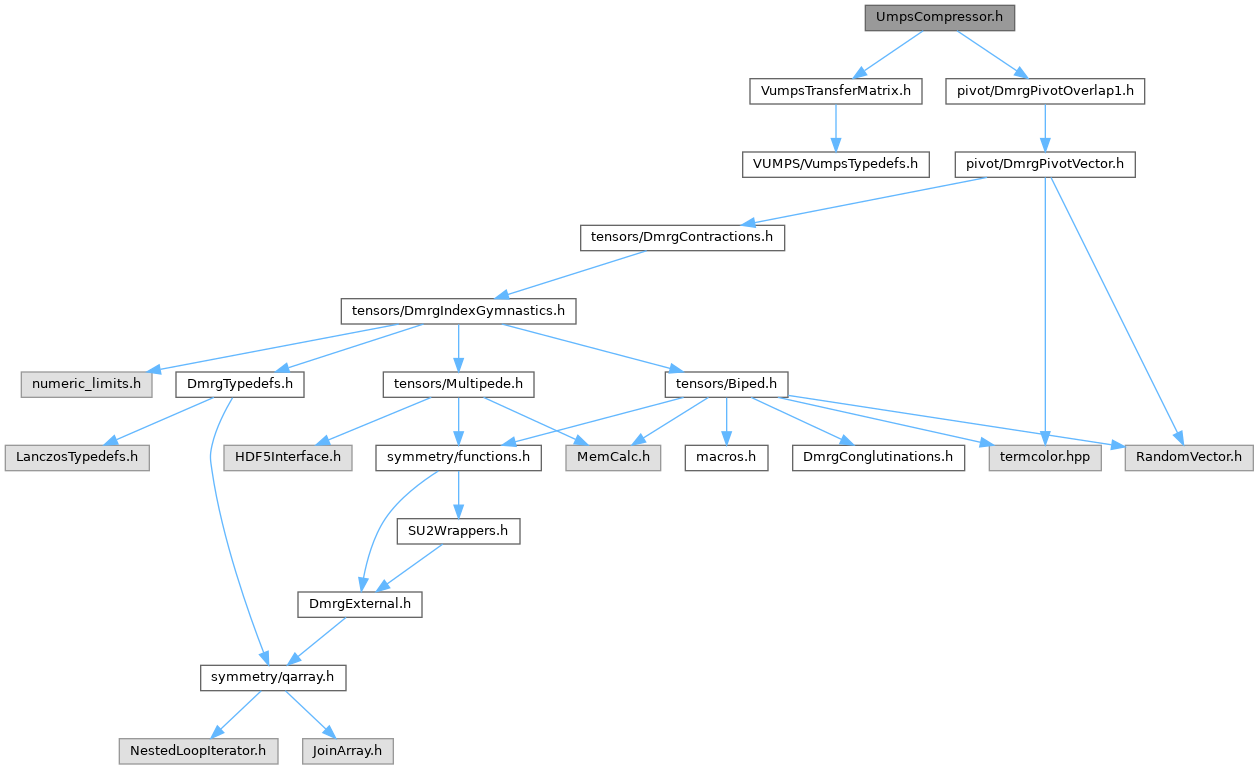 UmpsCompressor.h
VumpsTransferMatrix.h
pivot/DmrgPivotOverlap1.h
VUMPS/VumpsTypedefs.h
pivot/DmrgPivotVector.h
tensors/DmrgContractions.h
tensors/DmrgIndexGymnastics.h
numeric_limits.h
DmrgTypedefs.h
tensors/Multipede.h
tensors/Biped.h
LanczosTypedefs.h
HDF5Interface.h
symmetry/functions.h
MemCalc.h
macros.h
DmrgConglutinations.h
termcolor.hpp
RandomVector.h
SU2Wrappers.h
DmrgExternal.h
symmetry/qarray.h
NestedLoopIterator.h
JoinArray.h